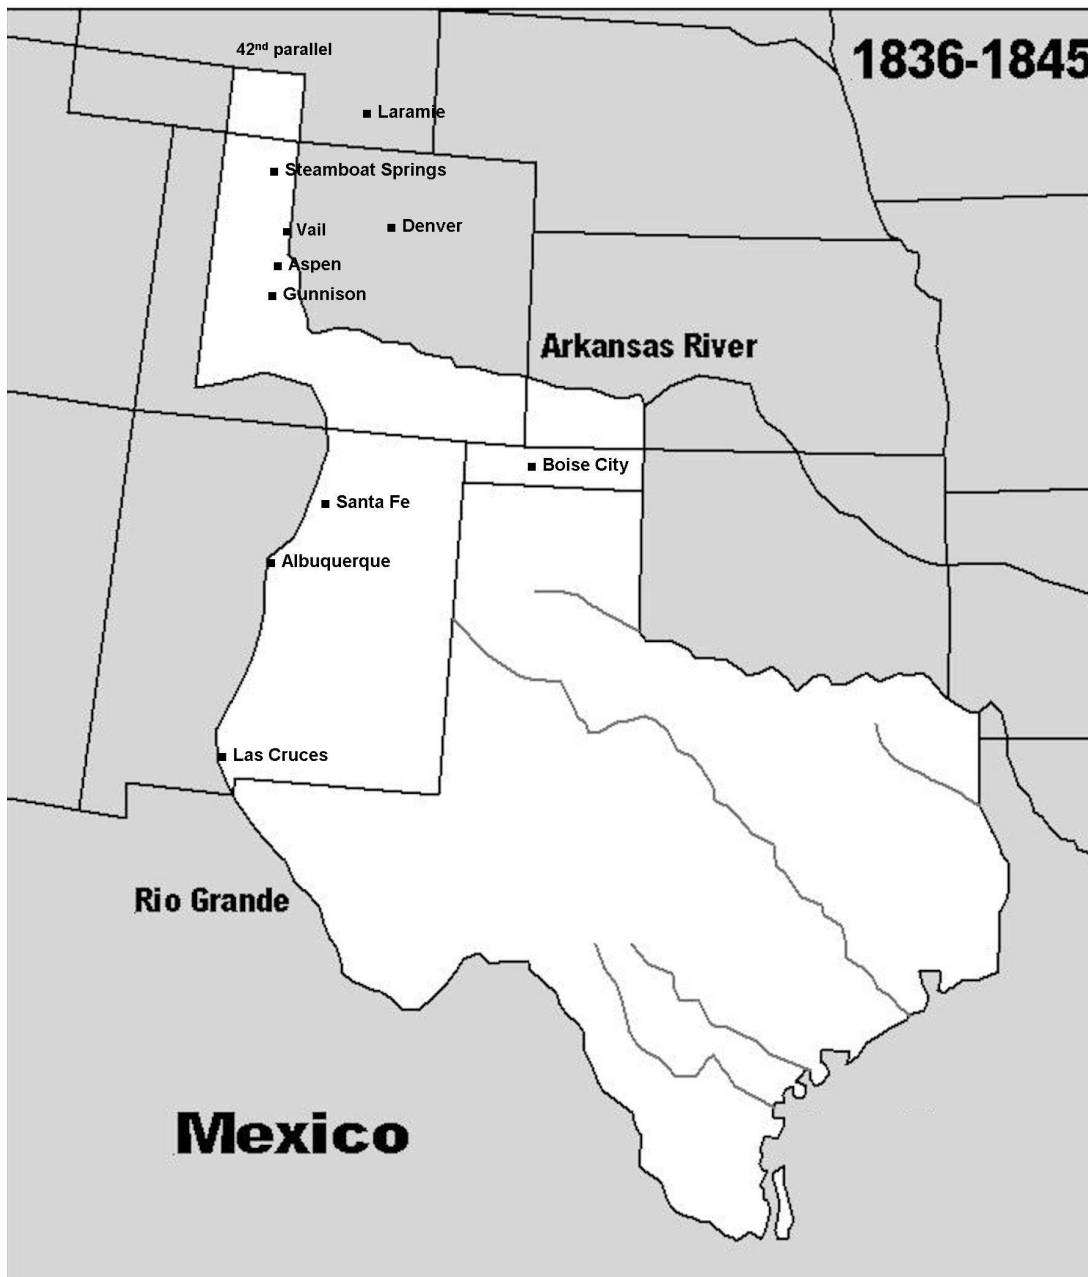 42nd parallel
1836-1845
Laramie
Steamboat Springs
Vail
Denver
Aspen
Gunnison
Arkansas River
Boise City
Santa Fe
Albuquerque
Las Cruces
Rio Grande
Mexico